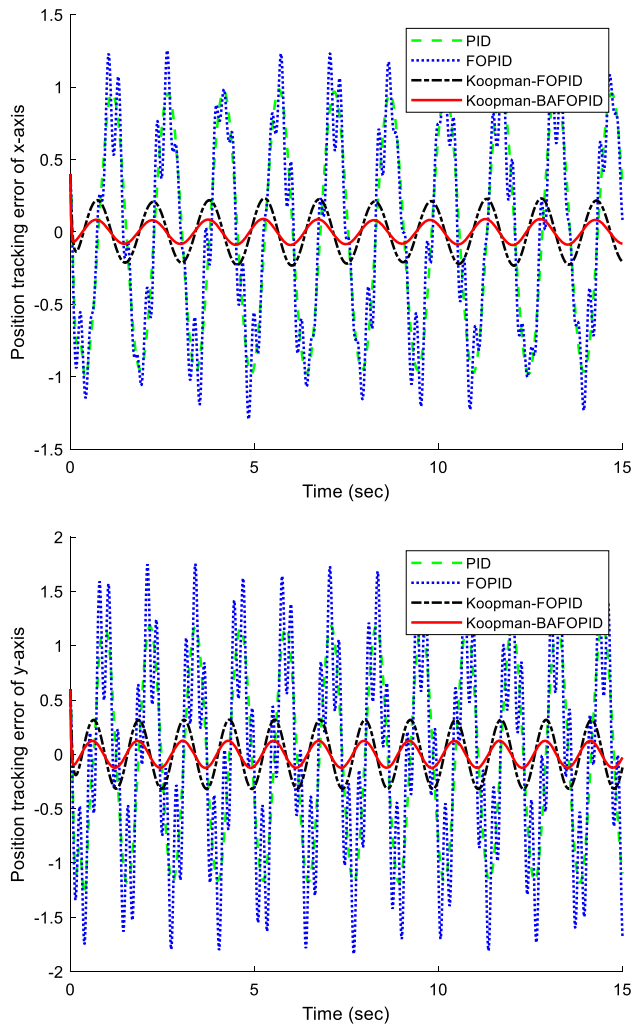 1.5
1
0.5
0
-0.5
-1
-1.5
Position tracking error of x-axis
PID
FOPID
Koopman-FOPID
Koopman-BAFOPID
0
5
10
15
Time (sec)
2
1.5
1
0.5
0
-0.5
-1
-1.5
-2
Position tracking error of y-axis
PID
FOPID
Koopman-FOPID
Koopman-BAFOPID
0
5
10
15
Time (sec)